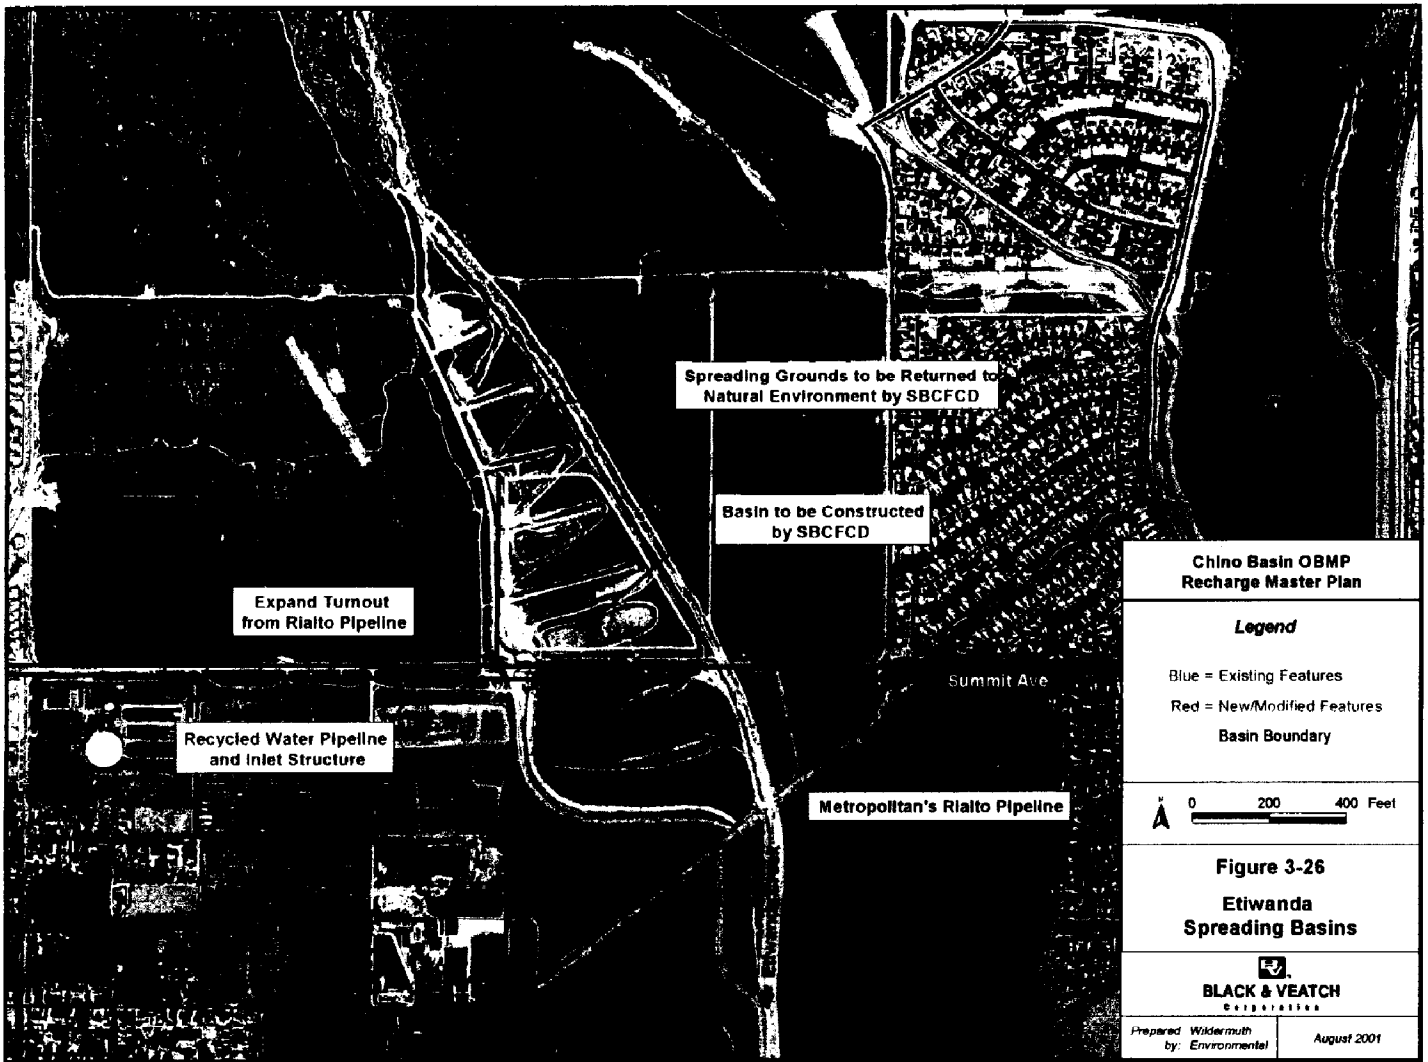 Spreading Grounds to be Returned to
Natural Environment by SBCFCD
Basin to be Constructed
by SBCFCD
Expand Turnout
from Rialto Pipeline
Summit Ave
Recycled Water Pipeline
and Inlet Structure
Metropolitan's Rialto Pipeline
Chino Basin OBMP
Recharge Master Plan
Legend
Blue = Existing Features
Red = New/Modified Features
Basin Boundary
N
0 200 400 Feet
Figure 3-26
Etiwanda
Spreading Basins
BV
BLACK & VEATCH
Corporation
Prepared by: Wildermuth Environmental
August 2001